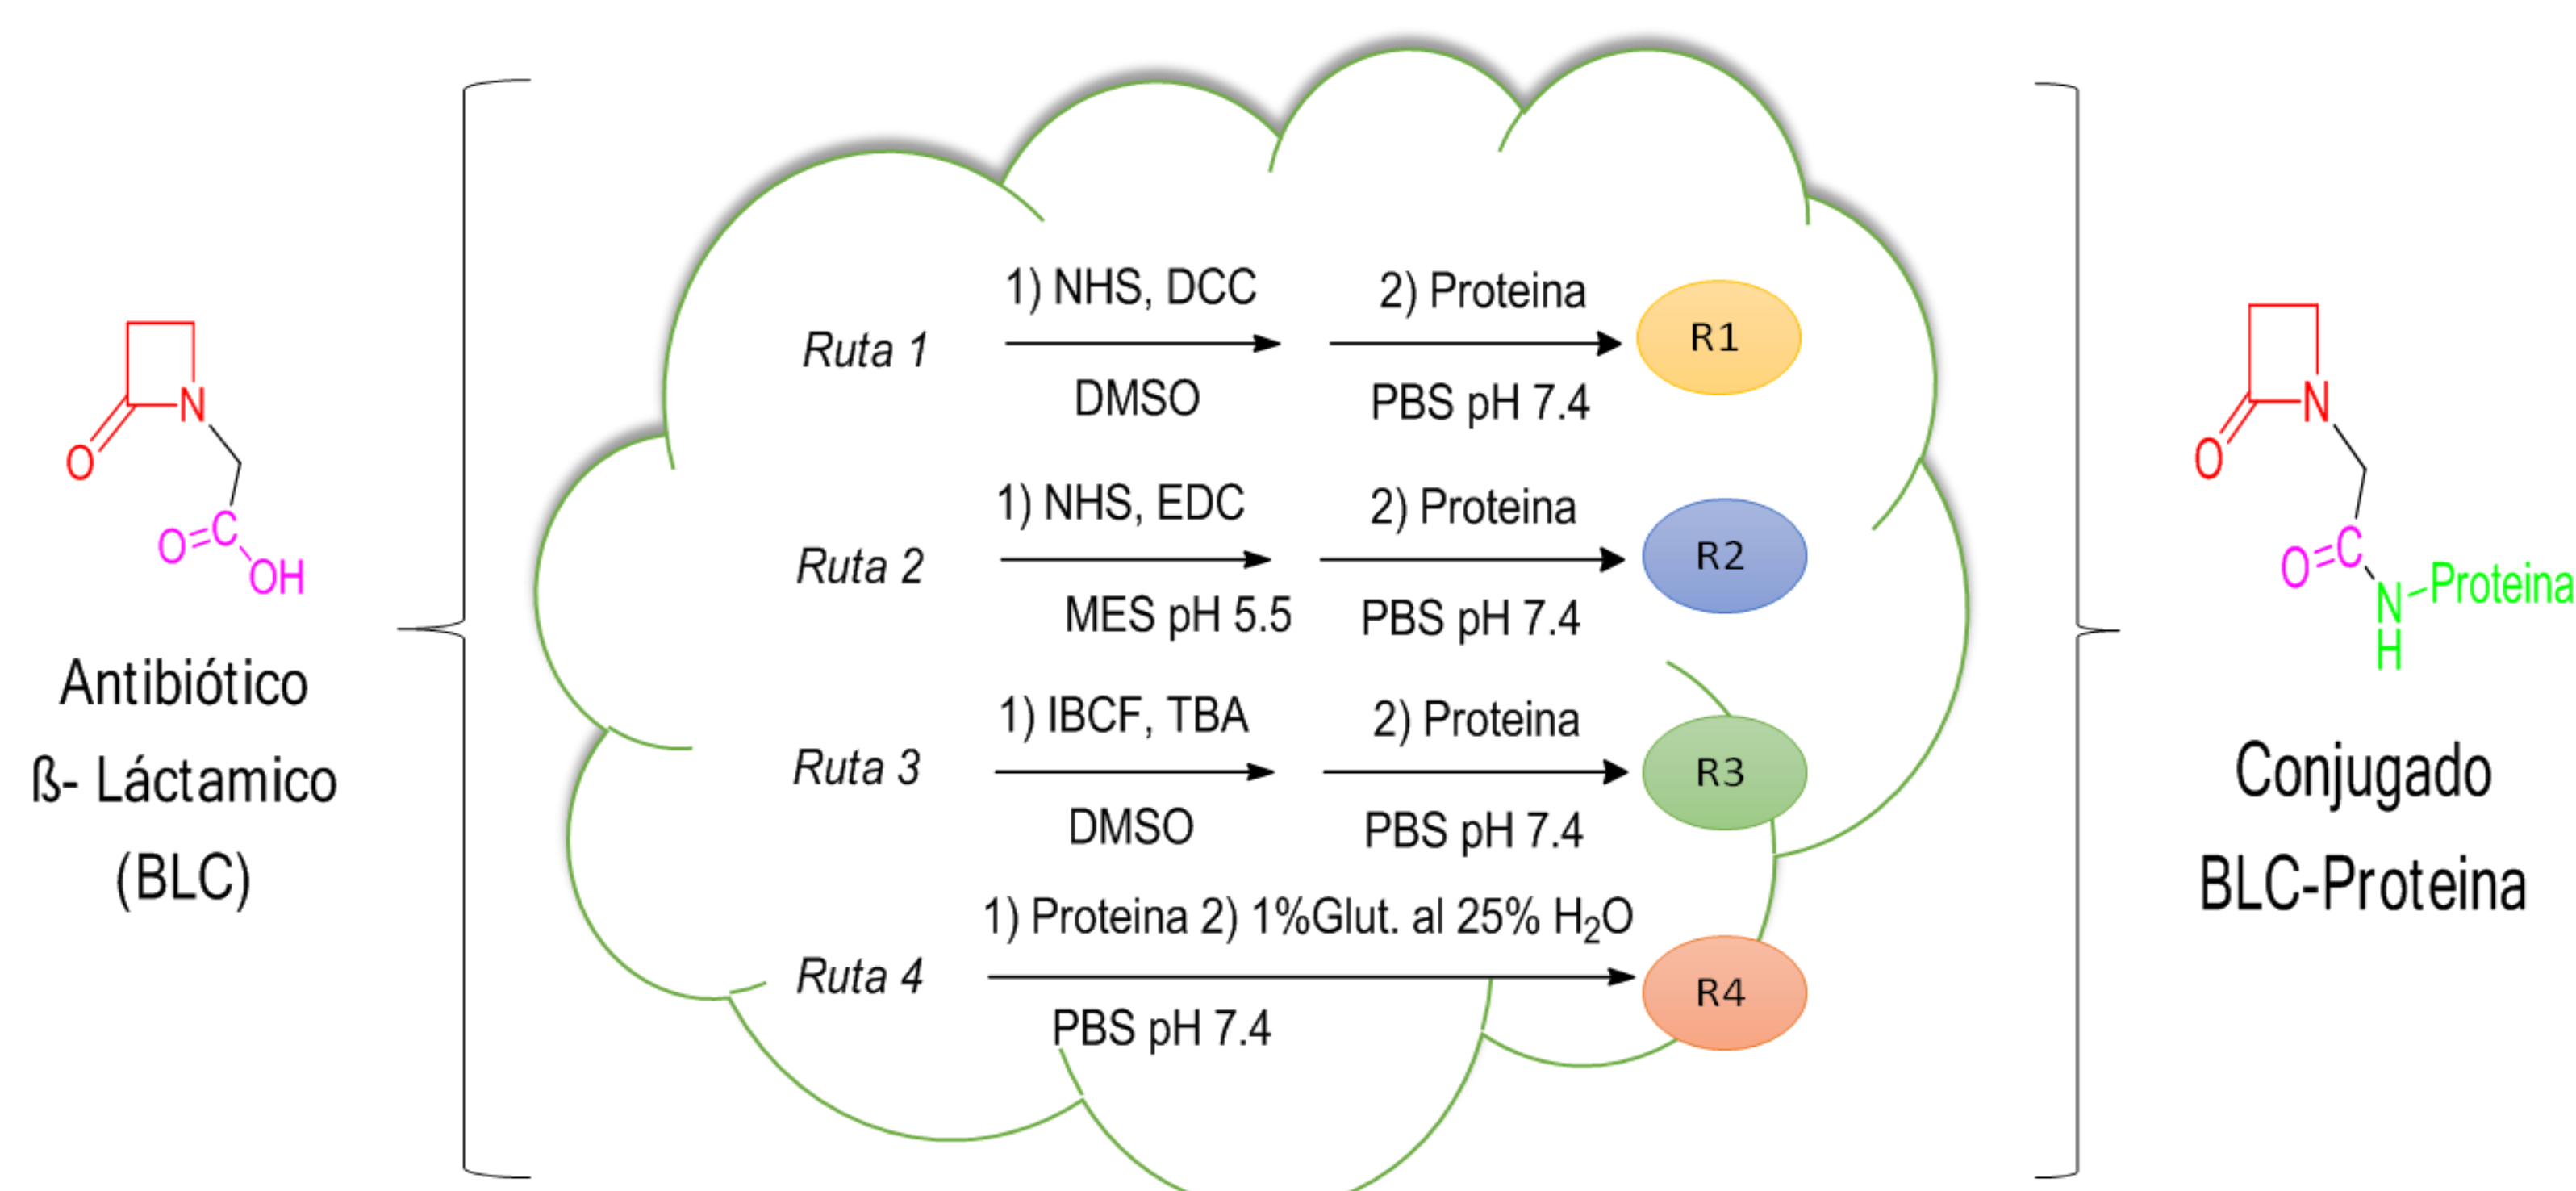 O
N
O=C
OH
Antibiótico
ß- Láctamico
(BLC)
Ruta 1
1) NHS, DCC
DMSO
2) Proteina
PBS pH 7.4
R1
Ruta 2
1) NHS, EDC
MES pH 5.5
2) Proteina
PBS pH 7.4
R2
Ruta 3
1) IBCF, TBA
DMSO
2) Proteina
PBS pH 7.4
R3
Ruta 4
1) Proteina 2) 1%Glut. al 25% H₂O
PBS pH 7.4
R4
O
N
O=C
N-Proteina
H
Conjugado
BLC-Proteina